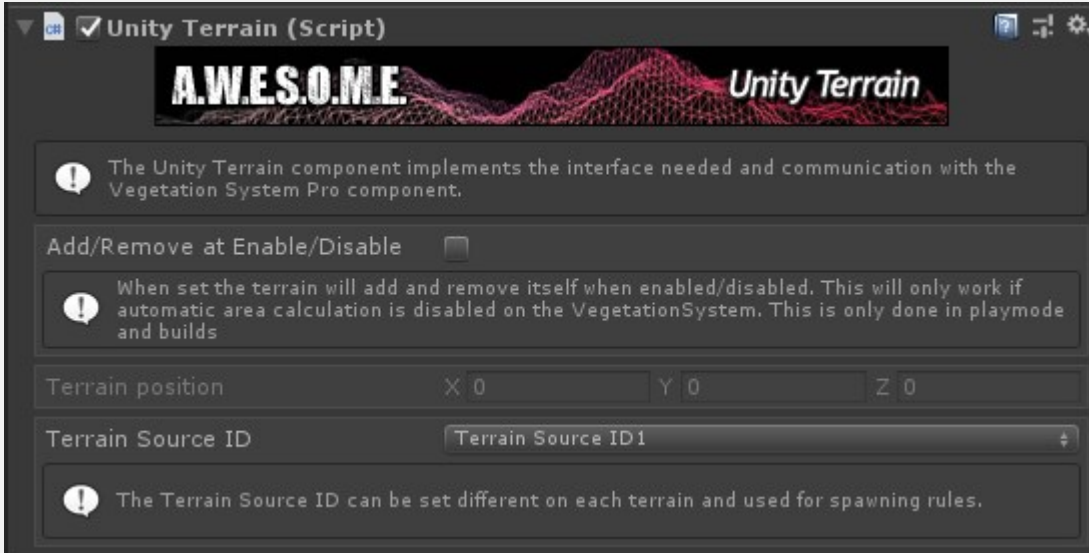 Unity Terrain (Script)
A.W.E.S.O.M.E. Unity Terrain
The Unity Terrain component implements the interface needed and communication with the
Vegetation System Pro component.
Add/Remove at Enable/Disable
When set the terrain will add and remove itself when enabled/disabled. This will only work if
automatic area calculation is disabled on the VegetationSystem. This is only done in playmode
and builds
Terrain position X 0 Y 0 Z 0
Terrain Source ID Terrain Source ID1
The Terrain Source ID can be set different on each terrain and used for spawning rules.